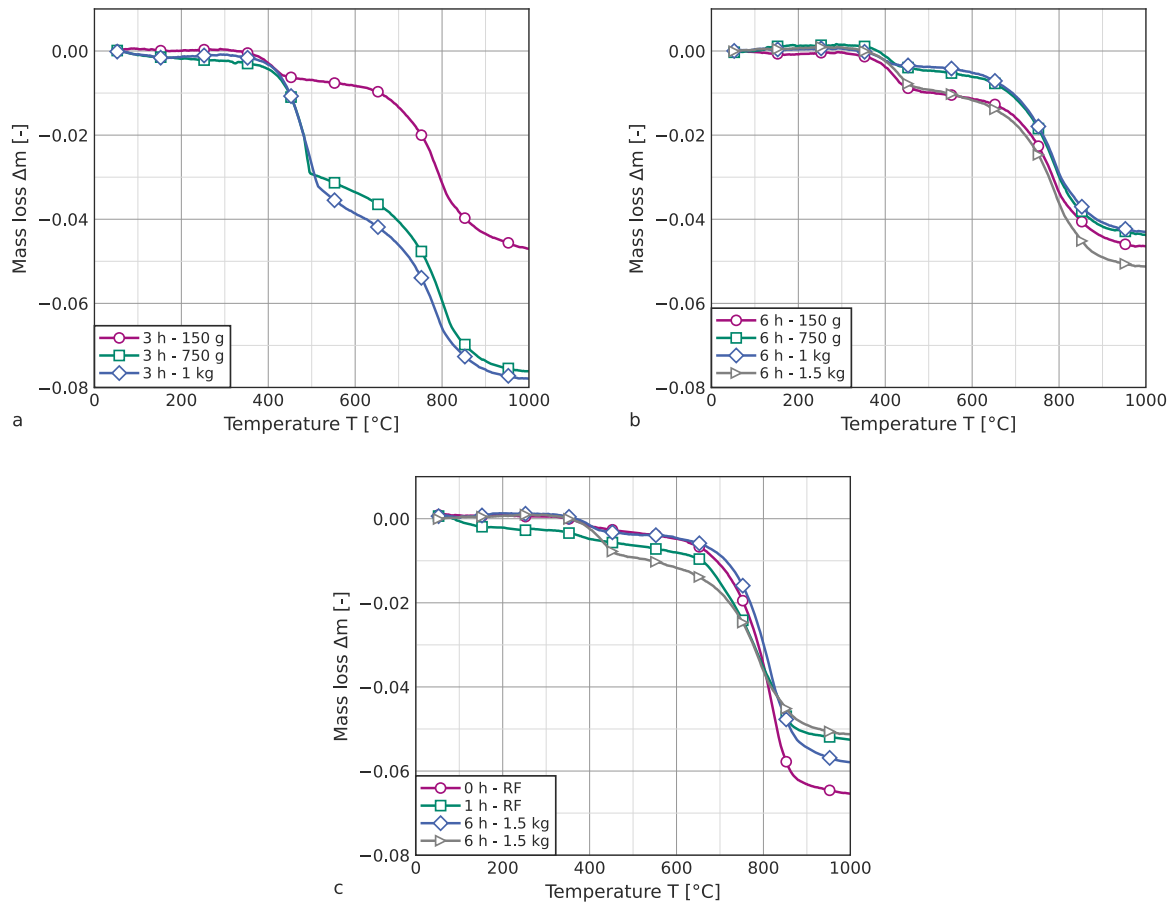 0.00
−0.02
−0.04
−0.06
−0.08
Mass loss Δm [-]
3 h - 150 g
3 h - 750 g
3 h - 1 kg
0 200 400 600 800 1000
Temperature T [°C]
a
0.00
−0.02
−0.04
−0.06
−0.08
Mass loss Δm [-]
6 h - 150 g
6 h - 750 g
6 h - 1 kg
6 h - 1.5 kg
0 200 400 600 800 1000
Temperature T [°C]
b
0.00
−0.02
−0.04
−0.06
−0.08
Mass loss Δm [-]
0 h - RF
1 h - RF
6 h - 1.5 kg
6 h - 1.5 kg
0 200 400 600 800 1000
Temperature T [°C]
c